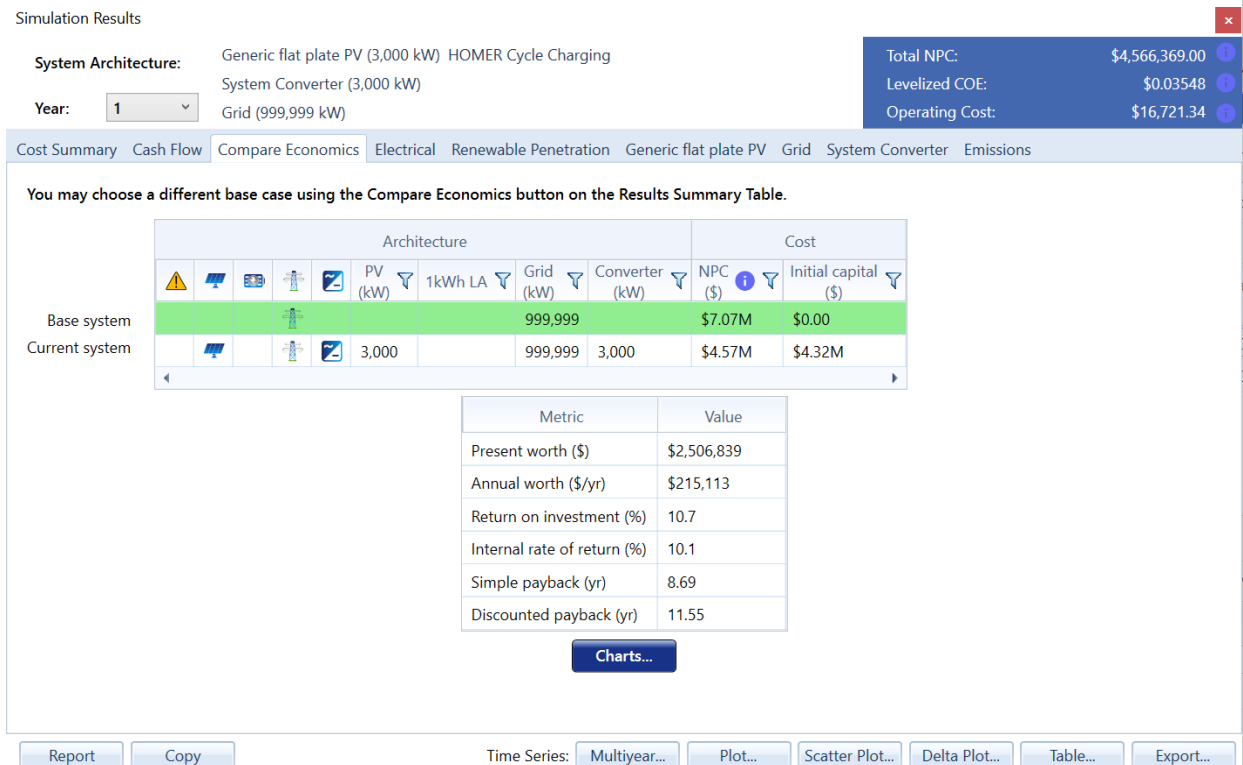 Simulation Results
System Architecture:
Generic flat plate PV (3,000 kW) HOMER Cycle Charging
System Converter (3,000 kW)
Grid (999,999 kW)
Year: 1
Total NPC: $4,566,369.00
Levelized COE: $0.03548
Operating Cost: $16,721.34
Cost Summary Cash Flow Compare Economics Electrical Renewable Penetration Generic flat plate PV Grid System Converter Emissions
You may choose a different base case using the Compare Economics button on the Results Summary Table.
Architecture Cost
PV (kW) 1kWh LA Grid (kW) Converter (kW) NPC ($) Initial capital ($)
Base system 999,999 $7.07M $0.00
Current system 3,000 999,999 3,000 $4.57M $4.32M
Metric Value
Present worth ($) $2,506,839
Annual worth ($/yr) $215,113
Return on investment (%) 10.7
Internal rate of return (%) 10.1
Simple payback (yr) 8.69
Discounted payback (yr) 11.55
Charts...
Report Copy Time Series: Multiyear... Plot... Scatter Plot... Delta Plot... Table... Export...